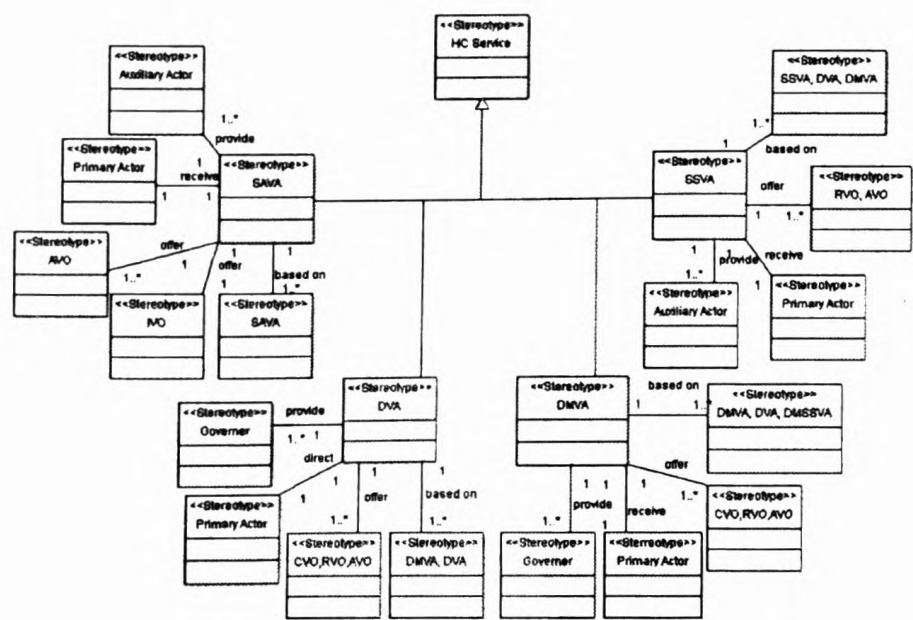 <<Stereotype>>
HC Service
<<Stereotype>>
Auxiliary Actor
1..*
provide
<<Stereotype>>
Primary Actor
1
receive
1
1
<<Stereotype>>
SAVA
<<Stereotype>>
AVO
offer
1..*
1
<<Stereotype>>
IVO
offer
1
1
<<Stereotype>>
SAVA
1
based on
1..*
<<Stereotype>>
SSVA, DVA, DMVA
1..*
1
based on
<<Stereotype>>
SSVA
offer
1
1..*
<<Stereotype>>
RVO, AVO
1
provide
1..*
<<Stereotype>>
Auxiliary Actor
1
receive
1
<<Stereotype>>
Primary Actor
<<Stereotype>>
DVA
<<Stereotype>>
Governer
provide
1..*
1
direct
1
1
<<Stereotype>>
Primary Actor
1
offer
1..*
<<Stereotype>>
CVO,RVO,AVO
1
based on
1..*
<<Stereotype>>
DMVA, DVA
<<Stereotype>>
DMVA
based on
1
1..*
<<Stereotype>>
DMVA, DVA, DMSSVA
1
offer
1..*
<<Stereotype>>
CVO,RVO,AVO
1
provide
1..*
<<Stereotype>>
Governer
1
receive
1
<<Stereotype>>
Primary Actor